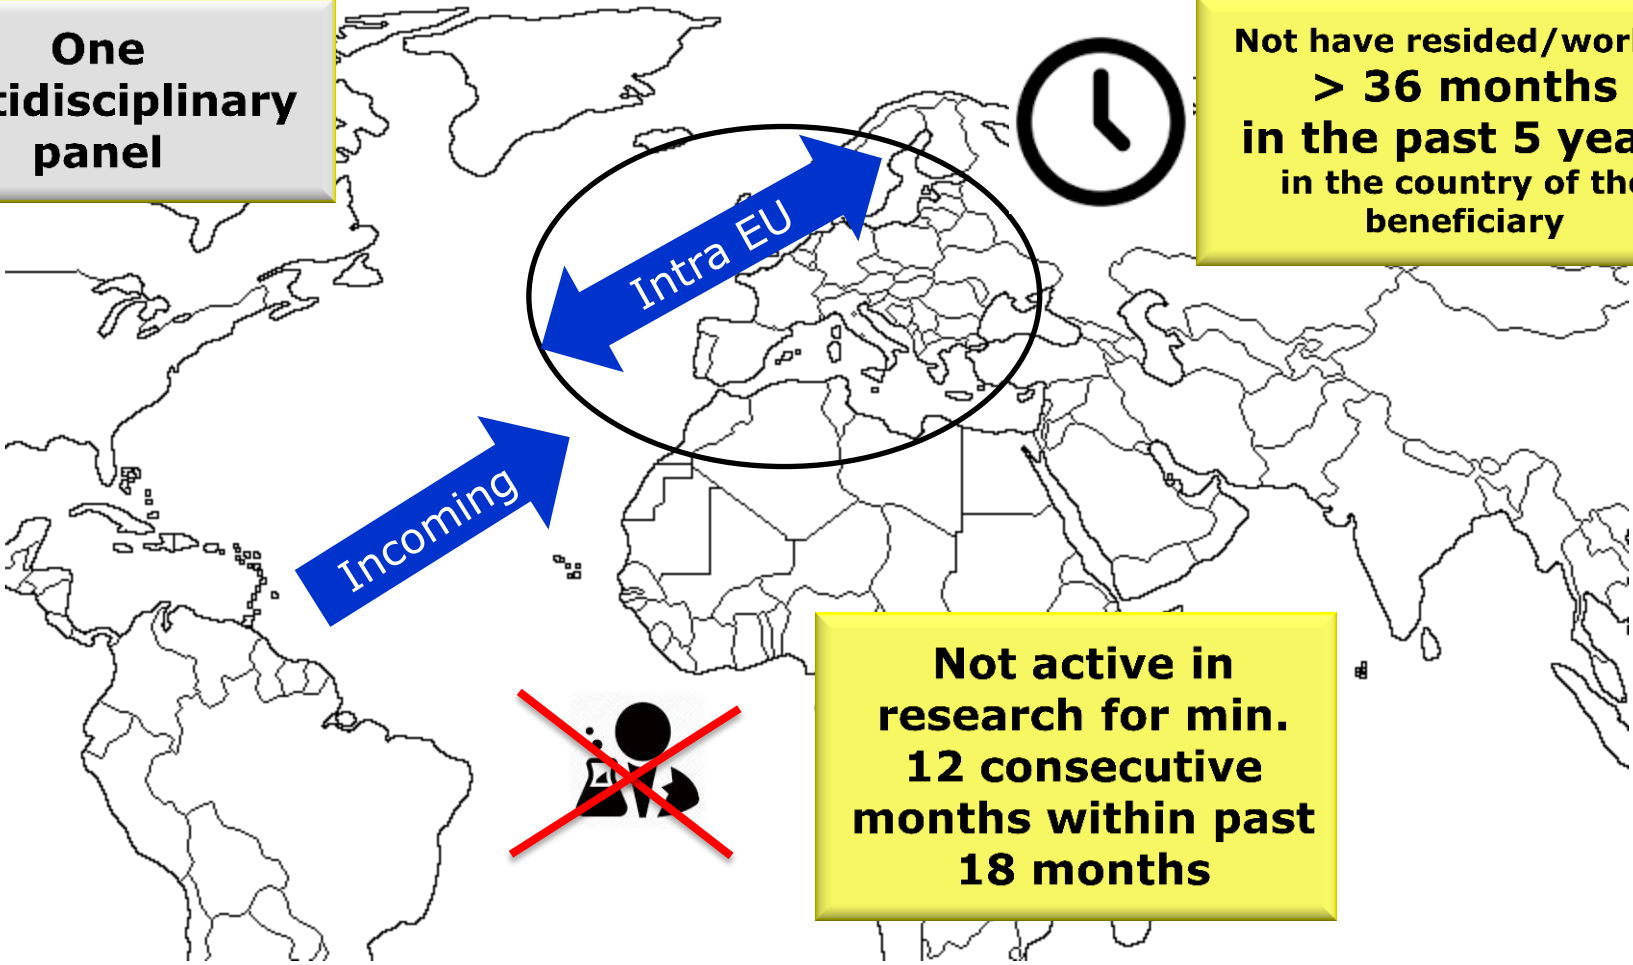 One
tidisciplinary
panel
Not have resided/wor
> 36 months
in the past 5 yea
in the country of the
beneficiary
Intra EU
Incoming
Not active in
research for min.
12 consecutive
months within past
18 months